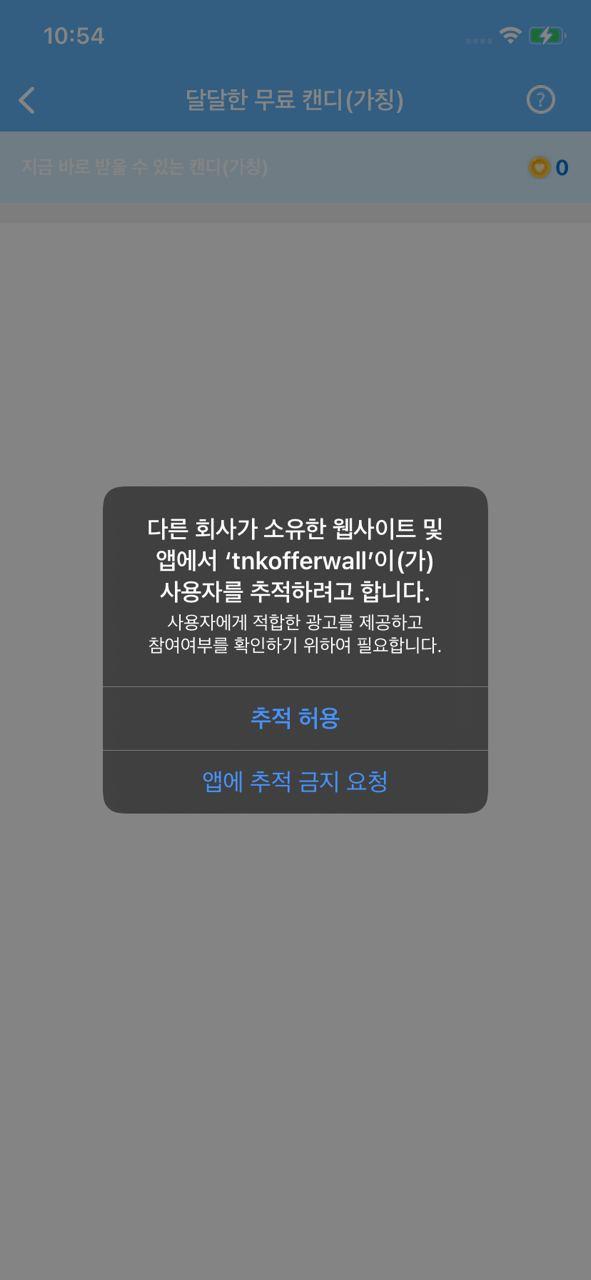 10:54
달달한 무료 캔디(가칭)
?
지금 바로 받을 수 있는 캔디(가칭)
0
다른 회사가 소유한 웹사이트 및
앱에서 ‘tnkofferwall’이(가)
사용자를 추적하려고 합니다.
사용자에게 적합한 광고를 제공하고
참여여부를 확인하기 위하여 필요합니다.
추적 허용
앱에 추적 금지 요청